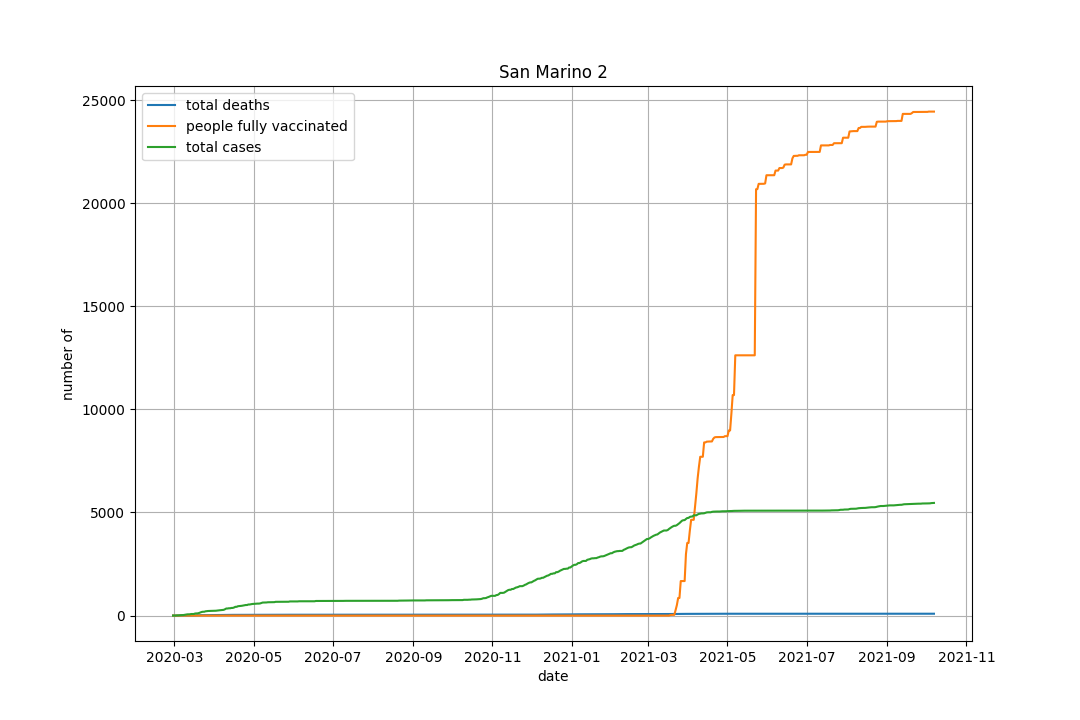 San Marino 2
total deaths
people fully vaccinated
total cases
25000
20000
15000
10000
5000
0
number of
2020-03 2020-05 2020-07 2020-09 2020-11 2021-01 2021-03 2021-05 2021-07 2021-09 2021-11
date